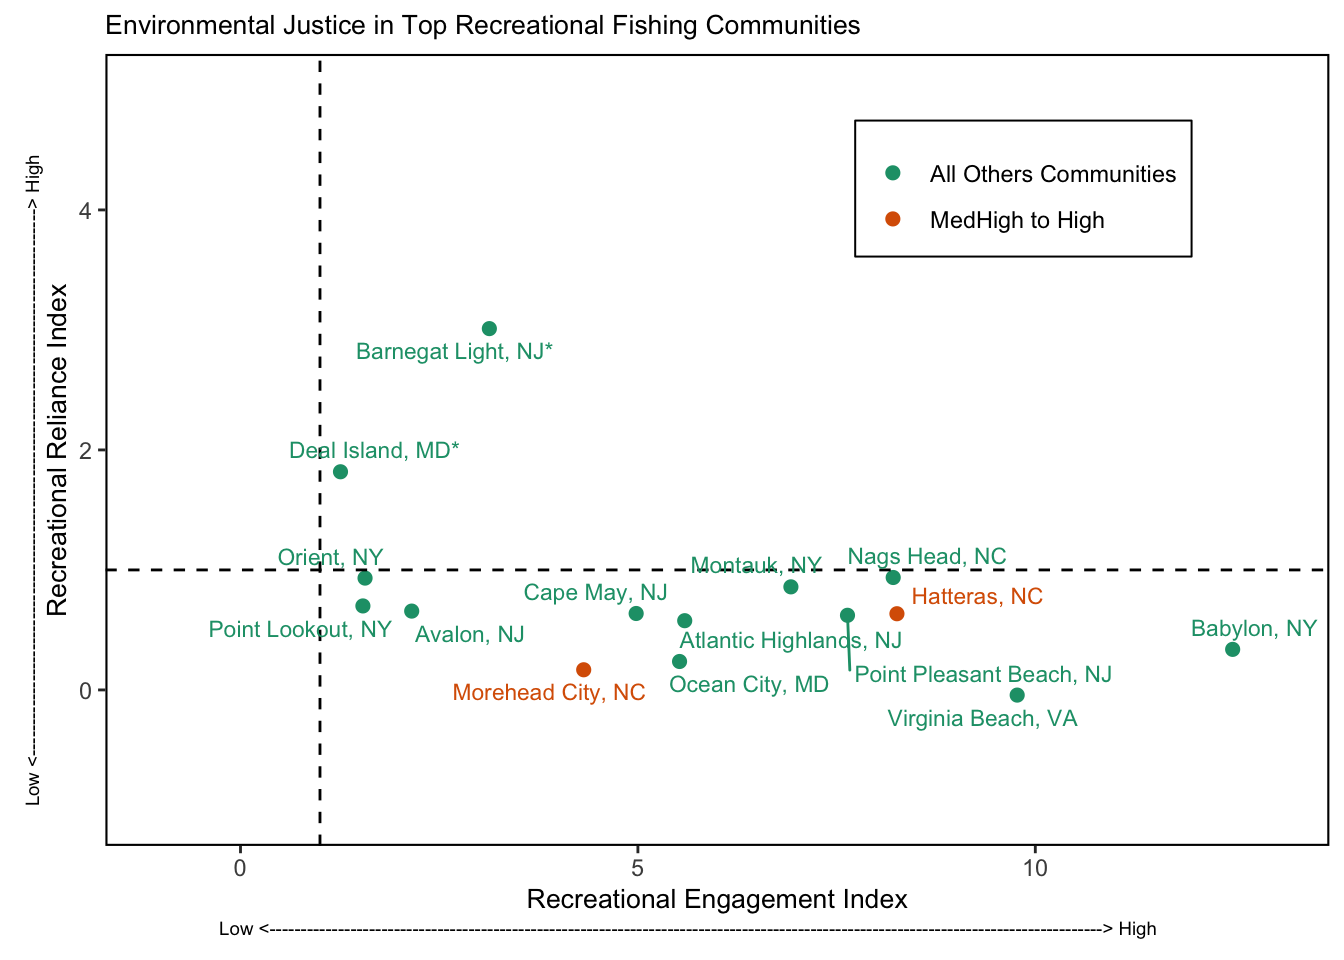 Environmental Justice in Top Recreational Fishing Communities
All Others Communities
MedHigh to High
Barnegat Light, NJ*
Deal Island, MD*
Orient, NY
Montauk, NY
Nags Head, NC
Cape May, NJ
Hatteras, NC
Point Lookout, NY
Avalon, NJ
Atlantic Highlands, NJ
Babylon, NY
Point Pleasant Beach, NJ
Ocean City, MD
Morehead City, NC
Virginia Beach, VA
4
2
0
Recreational Reliance Index
Low <--------------------------------------------------------------------------------------------> High
0
5
10
Recreational Engagement Index
Low <--------------------------------------------------------------------------------------------------------------------------------------------> High